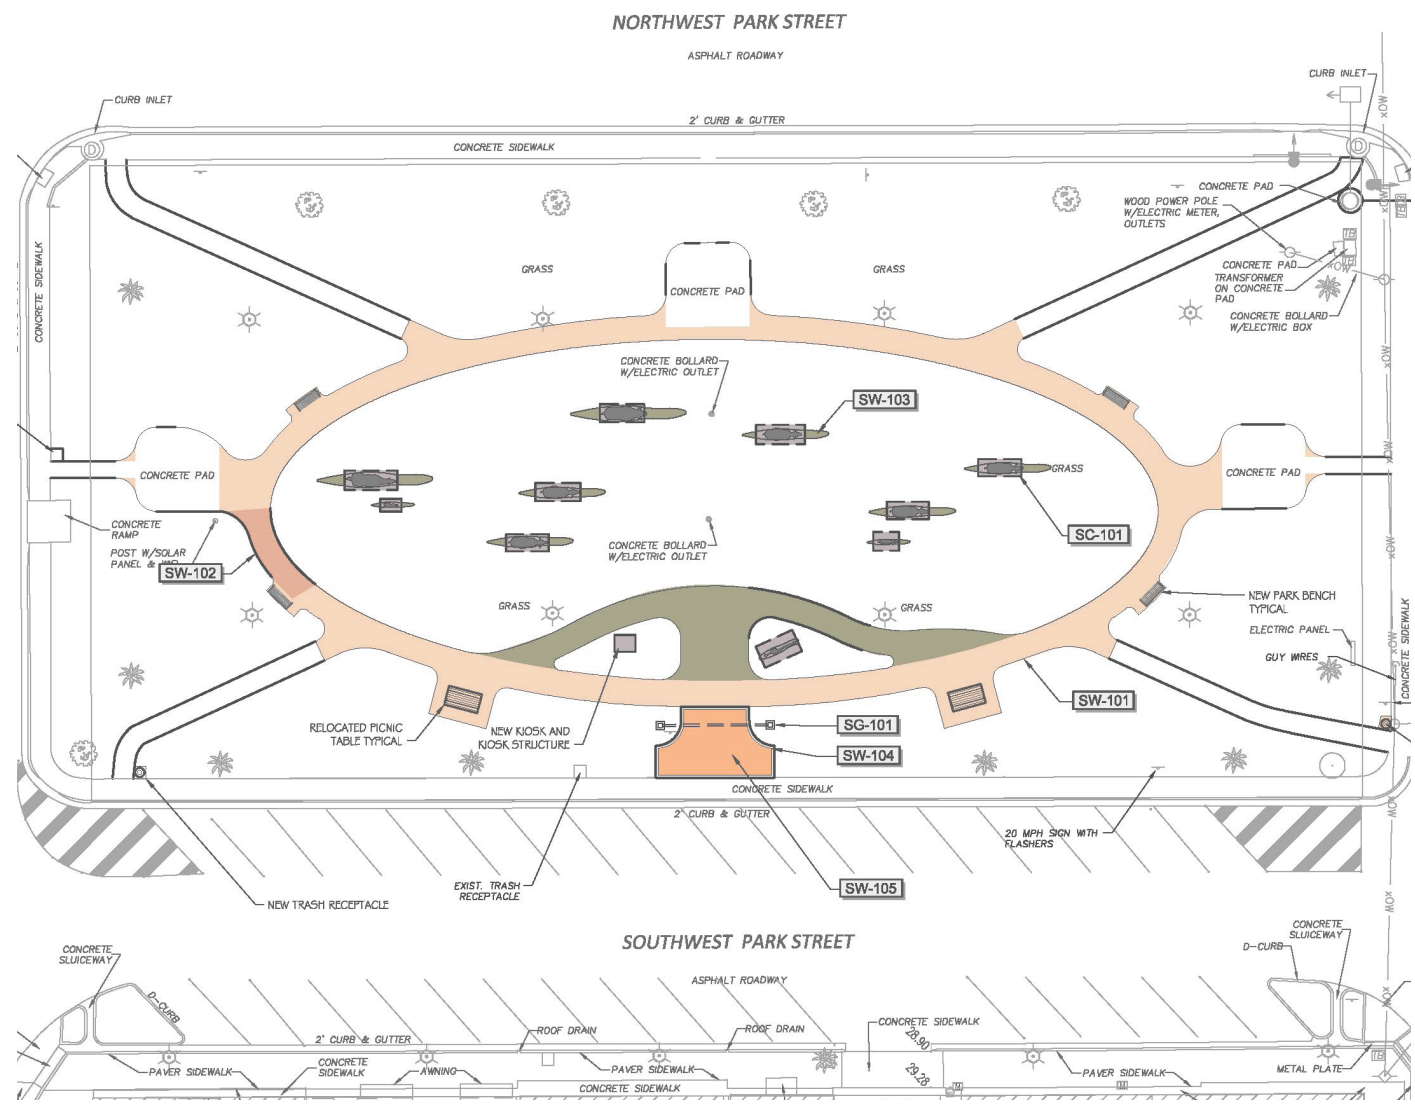 NORTHWEST PARK STREET
ASPHALT ROADWAY
CURB INLET
CURB INLET
2' CURB & GUTTER
CONCRETE SIDEWALK
CONCRETE PAD
WOOD POWER POLE
W/ELECTRIC METER,
OUTLETS
CONCRETE SIDEWALK
GRASS
GRASS
CONCRETE PAD
CONCRETE PAD
TRANSFORMER
ON CONCRETE
PAD
CONCRETE BOLLARD
W/ELECTRIC BOX
CONCRETE BOLLARD
W/ELECTRIC OUTLET
SW-103
GRASS
CONCRETE PAD
CONCRETE PAD
CONCRETE
RAMP
POST W/SOLAR
PANEL &
SW-102
SC-101
CONCRETE BOLLARD
W/ELECTRIC OUTLET
GRASS
GRASS
NEW PARK BENCH
TYPICAL
ELECTRIC PANEL
GUY WIRES
CONCRETE SIDEWALK
SW-101
RELOCATED PICNIC
TABLE TYPICAL
NEW KIOSK AND
KIOSK STRUCTURE
SG-101
SW-104
CONCRETE SIDEWALK
2' CURB & GUTTER
20 MPH SIGN WITH
FLASHERS
EXIST. TRASH
RECEPTACLE
SW-105
NEW TRASH RECEPTACLE
SOUTHWEST PARK STREET
ASPHALT ROADWAY
CONCRETE
SLUICEWAY
CONCRETE
SLUICEWAY
D-CURB
D-CURB
2' CURB & GUTTER
ROOF DRAIN
ROOF DRAIN
CONCRETE SIDEWALK
28.90
29.28
PAVER SIDEWALK
CONCRETE
SIDEWALK
AWNING
PAVER SIDEWALK
CONCRETE SIDEWALK
PAVER SIDEWALK
METAL PLATE